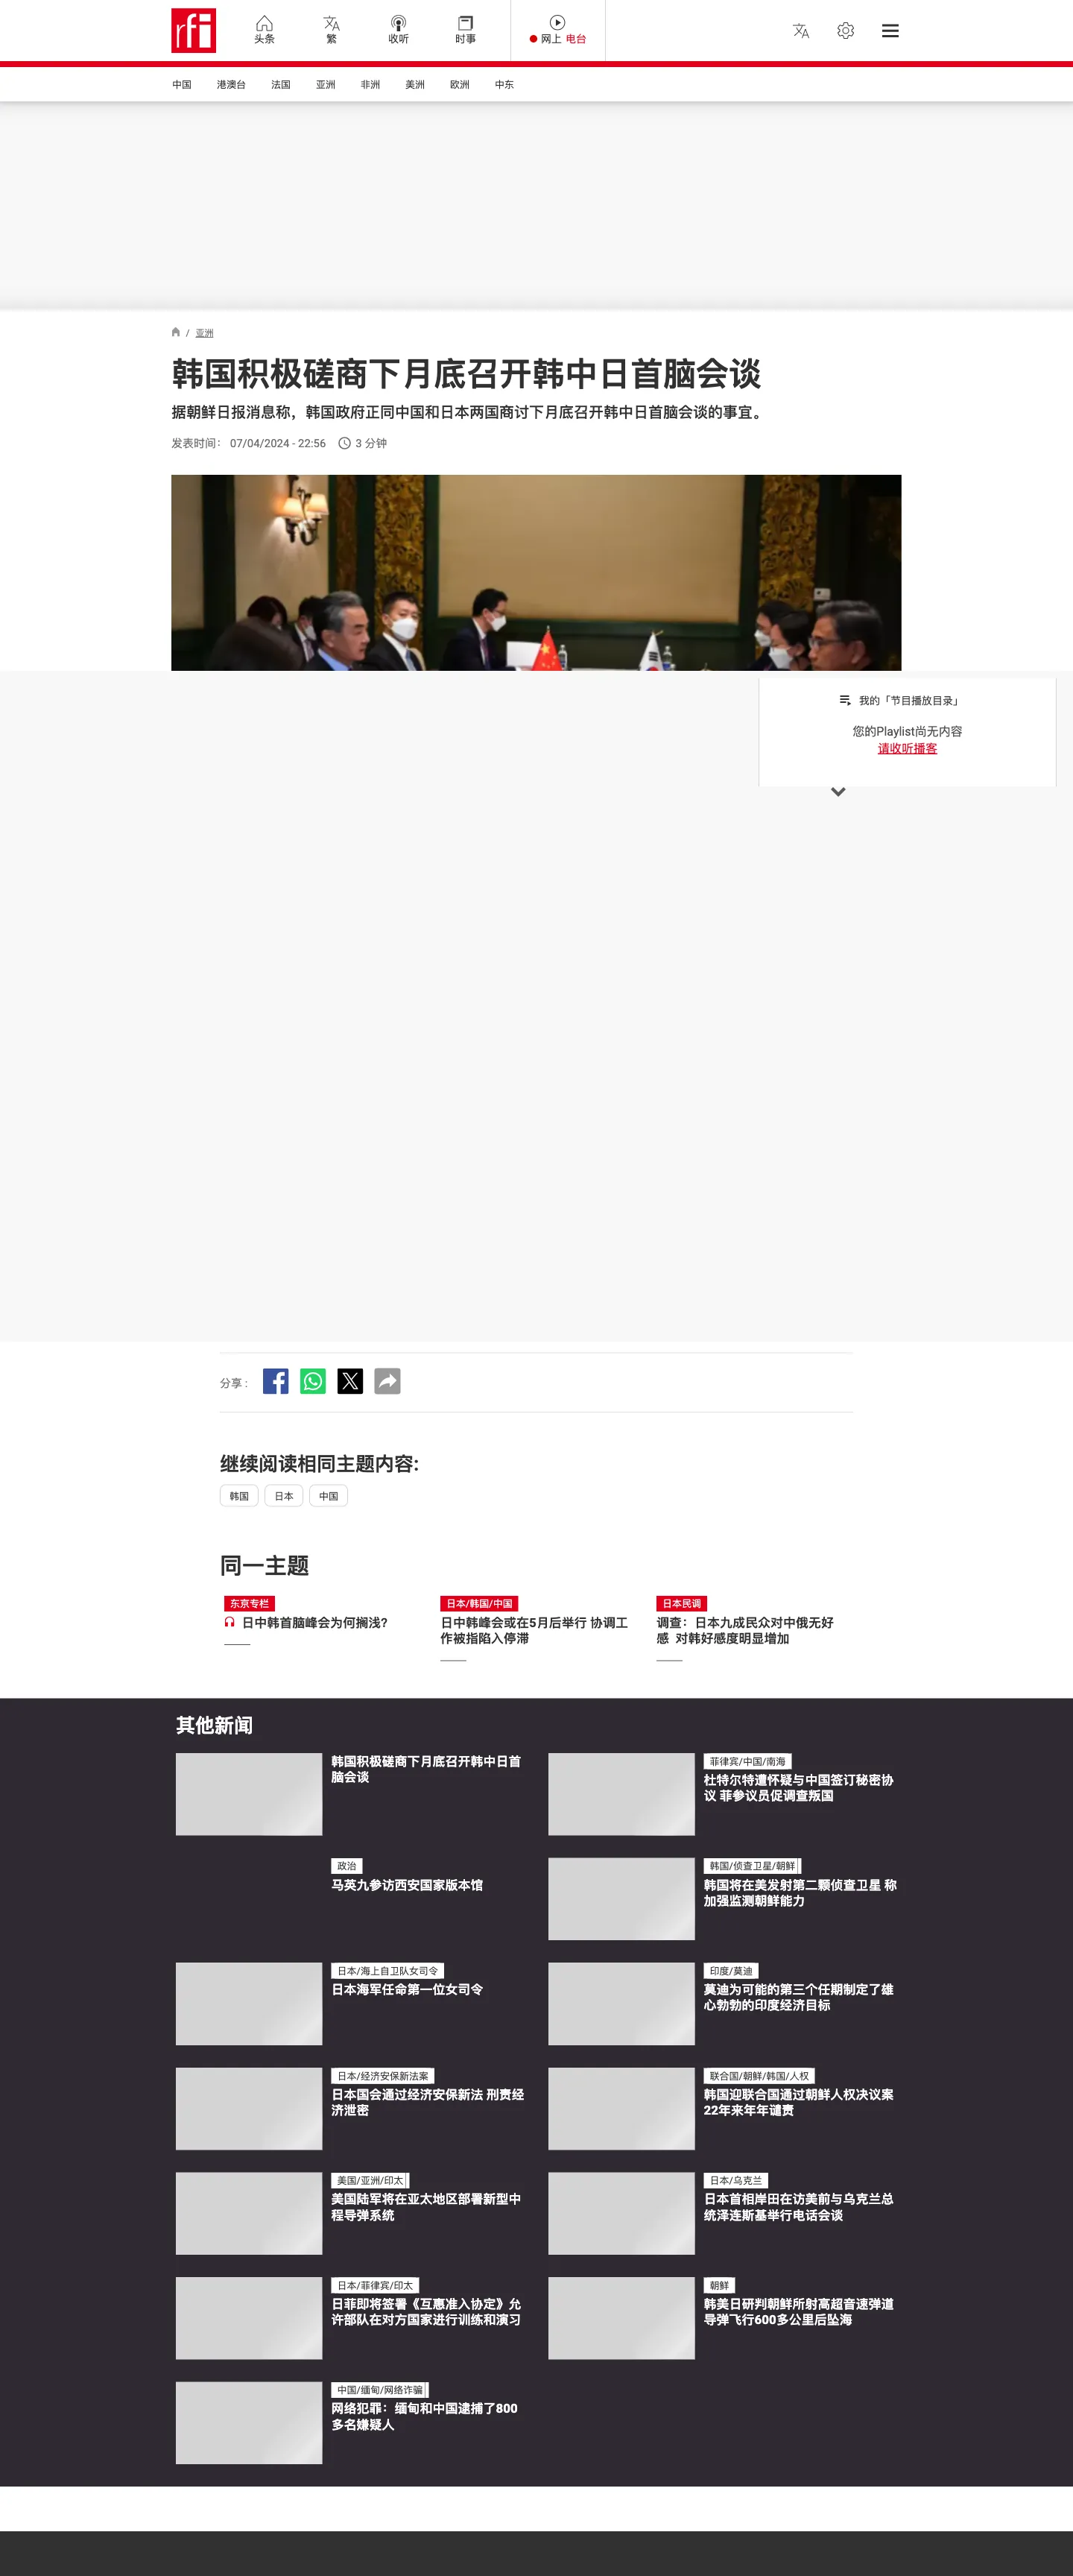 rfi
头条
繁
收听
时事
网上 电台
中国
港澳台
法国
亚洲
非洲
美洲
欧洲
中东
/ 亚洲
韩国积极磋商下月底召开韩中日首脑会谈
据朝鲜日报消息称，韩国政府正同中国和日本两国商讨下月底召开韩中日首脑会谈的事宜。
发表时间： 07/04/2024 - 22:56 3 分钟
我的「节目播放目录」
您的Playlist尚无内容
请收听播客
分享 :
继续阅读相同主题内容:
韩国
日本
中国
同一主题
东京专栏
日中韩首脑峰会为何搁浅?
日本/韩国/中国
日中韩峰会或在5月后举行 协调工
作被指陷入停滞
日本民调
调查：日本九成民众对中俄无好
感 对韩好感度明显增加
其他新闻
韩国积极磋商下月底召开韩中日首
脑会谈
菲律宾/中国/南海
杜特尔特遭怀疑与中国签订秘密协
议 菲参议员促调查叛国
政治
马英九参访西安国家版本馆
韩国/侦查卫星/朝鲜
韩国将在美发射第二颗侦查卫星 称
加强监测朝鲜能力
日本/海上自卫队女司令
日本海军任命第一位女司令
印度/莫迪
莫迪为可能的第三个任期制定了雄
心勃勃的印度经济目标
日本/经济安保新法案
日本国会通过经济安保新法 刑责经
济泄密
联合国/朝鲜/韩国/人权
韩国迎联合国通过朝鲜人权决议案
22年来年年谴责
美国/亚洲/印太
美国陆军将在亚太地区部署新型中
程导弹系统
日本/乌克兰
日本首相岸田在访美前与乌克兰总
统泽连斯基举行电话会谈
日本/菲律宾/印太
日菲即将签署《互惠准入协定》允
许部队在对方国家进行训练和演习
朝鲜
韩美日研判朝鲜所射高超音速弹道
导弹飞行600多公里后坠海
中国/缅甸/网络诈骗
网络犯罪：缅甸和中国逮捕了800
多名嫌疑人